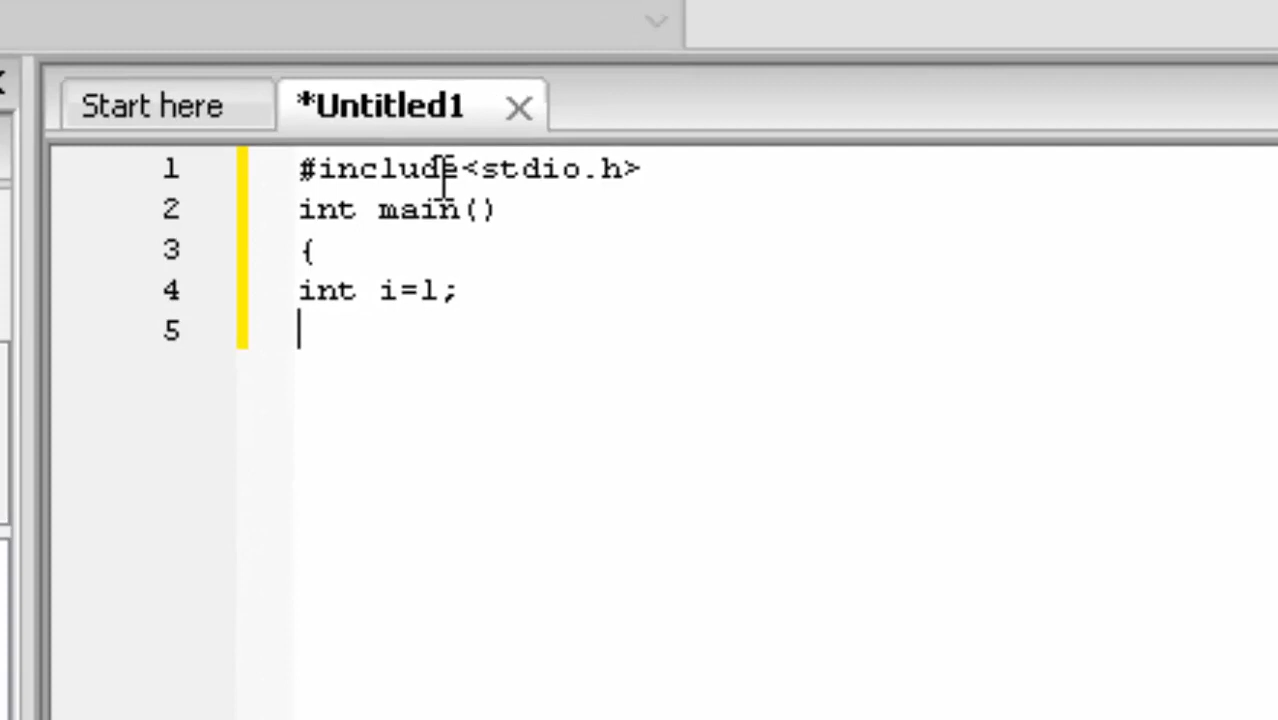 Start here
*Untitled1
1 #include<stdio.h>
2 int main()
3 {
4 int i=1;
5